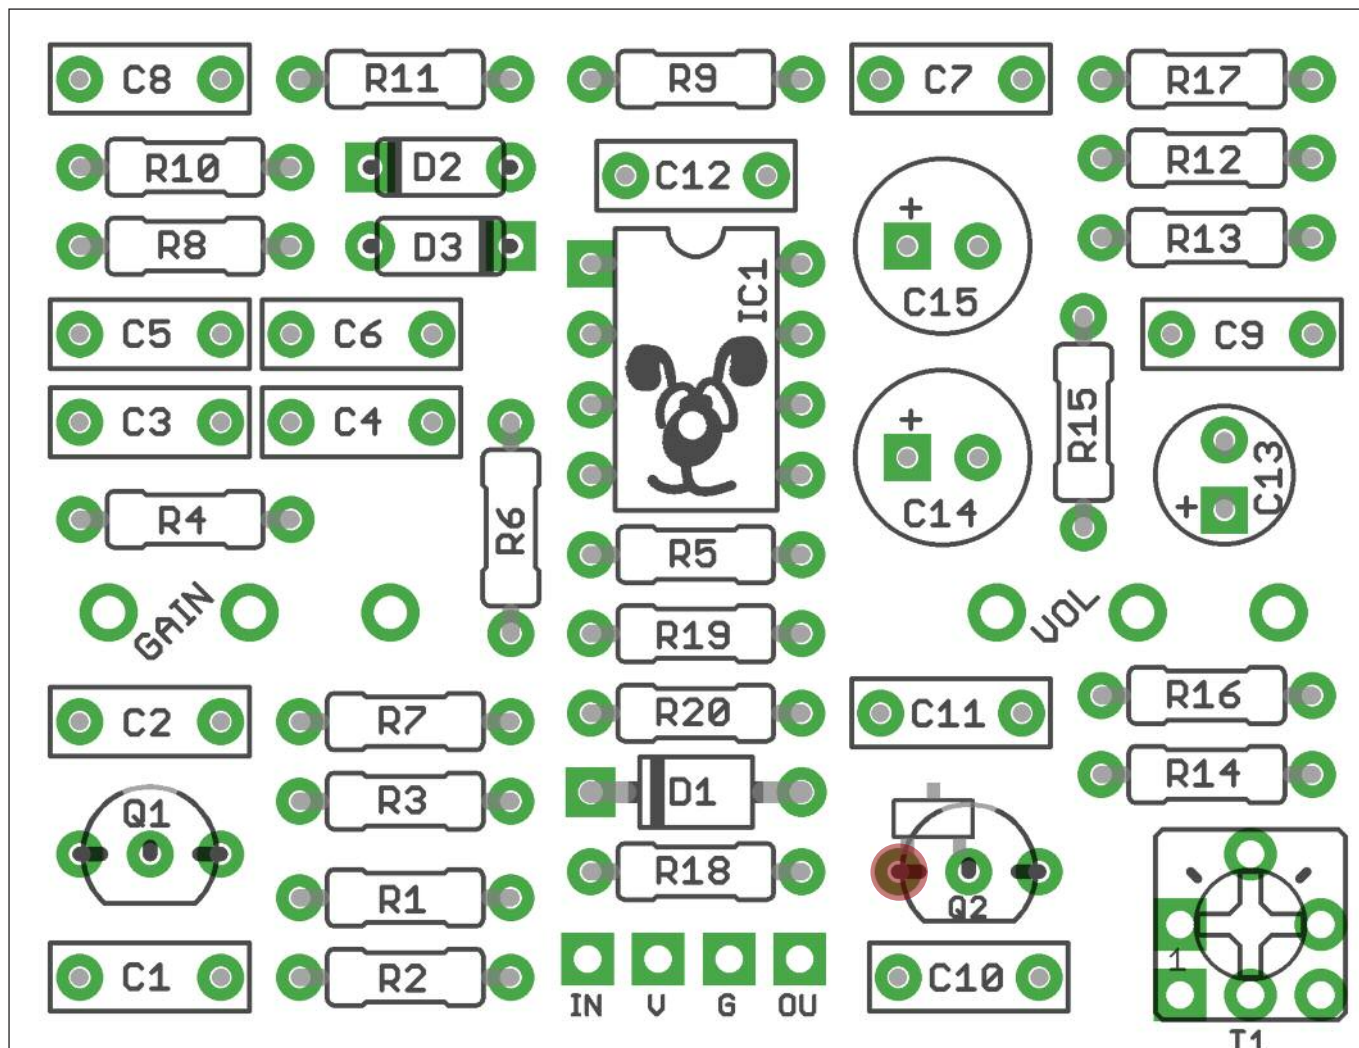 C8 R11 R9 C7 R17
R10 D2 C12 R12
R8 D3 + R13
IC1 C15
C5 C6 C9
C3 C4 + R15
C13
R4 R6 C14 +
R5
GAIN R19 VOL
C2 R7 R20 C11 R16
Q1 R3 D1 R14
R1 R18 Q2
1
C1 R2 C10
IN V G OU
T1